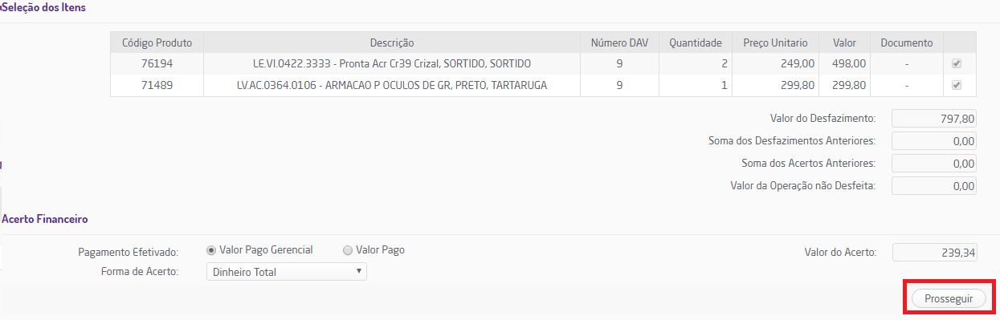 Seleção dos Itens
Código Produto Descrição Número DAV Quantidade Preço Unitario Valor Documento
76194 LE.VI.0422.3333 - Pronta Acr Cr39 Crizal, SORTIDO, SORTIDO 9 2 249,00 498,00 -
71489 LV.AC.0364.0106 - ARMACAO P OCULOS DE GR, PRETO, TARTARUGA 9 1 299,80 299,80 -
Valor do Desfazimento: 797,80
Soma dos Desfazimentos Anteriores: 0,00
Soma dos Acertos Anteriores: 0,00
Valor da Operação não Desfeita: 0,00
Acerto Financeiro
Pagamento Efetivado: Valor Pago Gerencial Valor Pago Valor do Acerto: 239,34
Forma de Acerto: Dinheiro Total
Prosseguir